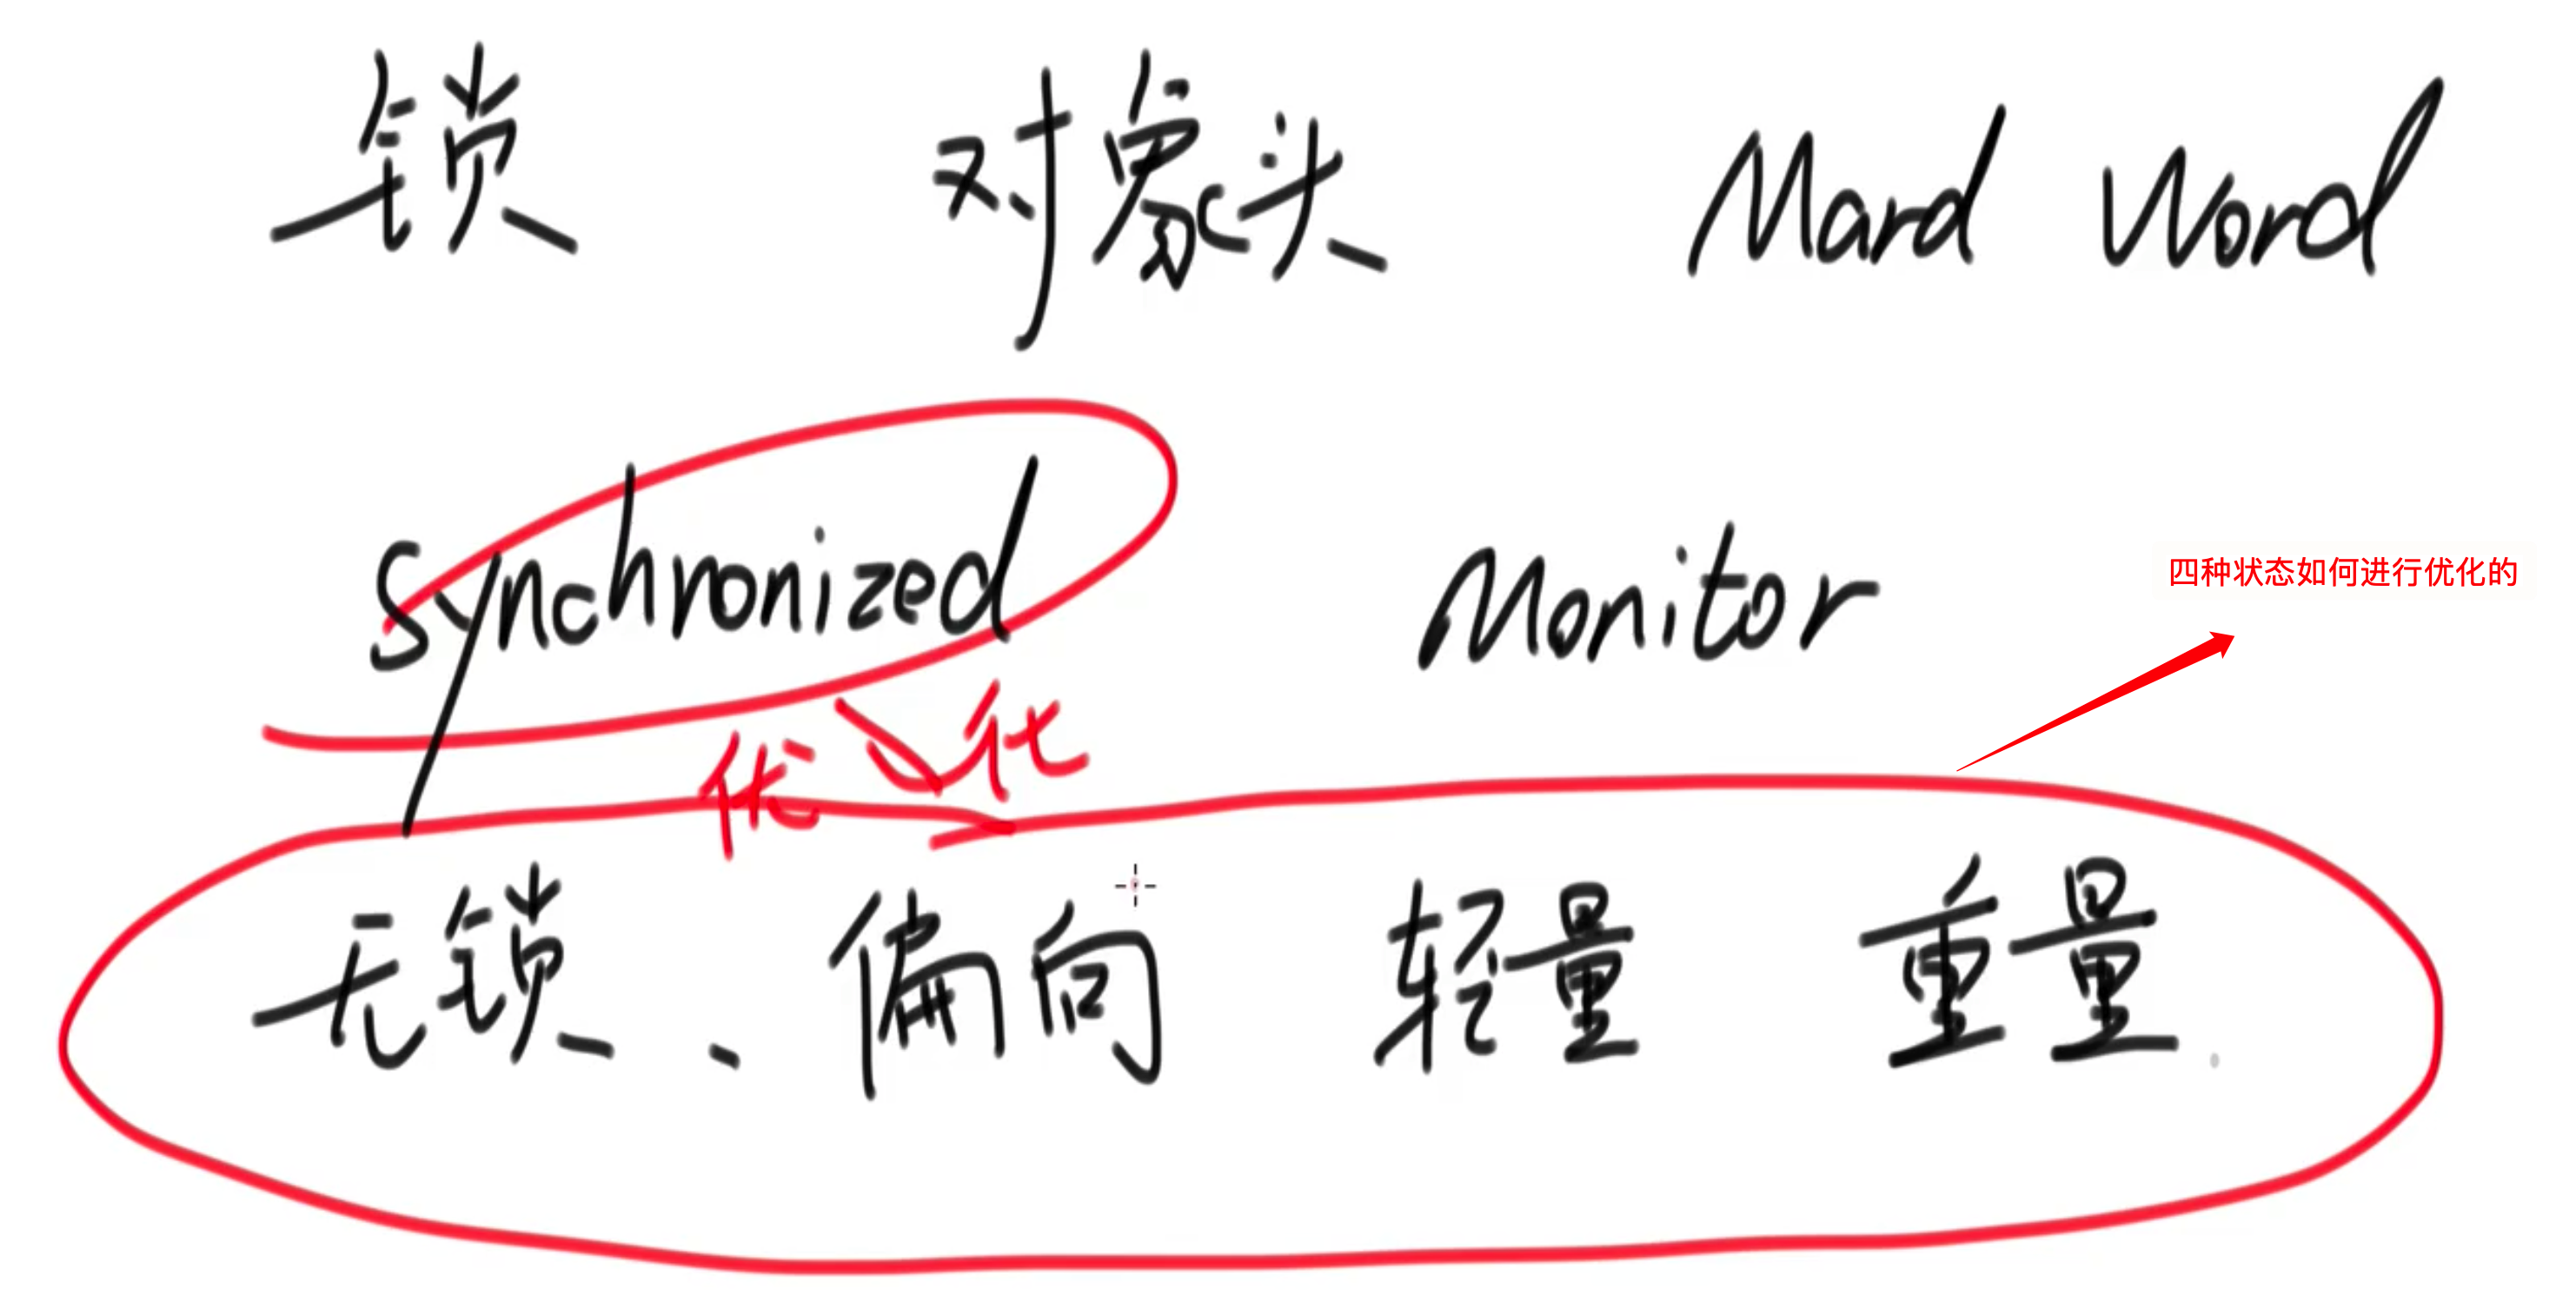 锁 对象头 Mard Word
synchronized Monitor
四种状态如何进行优化的
优化
无锁、偏向 轻量 重量